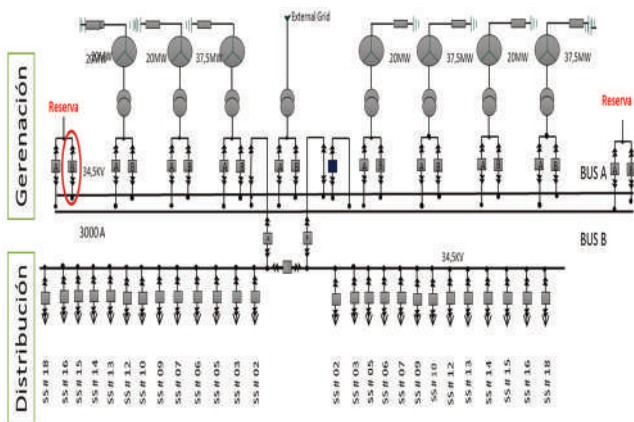 External Grid
20MW
20MW
20MW
37,5MW
20MW
37,5MW
20MW
37,5MW
Gerenación
Reserva
Reserva
34,5KV
BUS A
BUS B
3000 A
34,5KV
Distribución
SS # 18
SS # 16
SS # 15
SS # 14
SS # 13
SS # 12
SS # 10
SS # 09
SS # 07
SS # 06
SS # 05
SS # 03
SS # 02
SS # 02
SS # 03
SS # 05
SS # 06
SS # 07
SS # 09
SS # 10
SS # 12
SS # 13
SS # 14
SS # 15
SS # 16
SS # 18